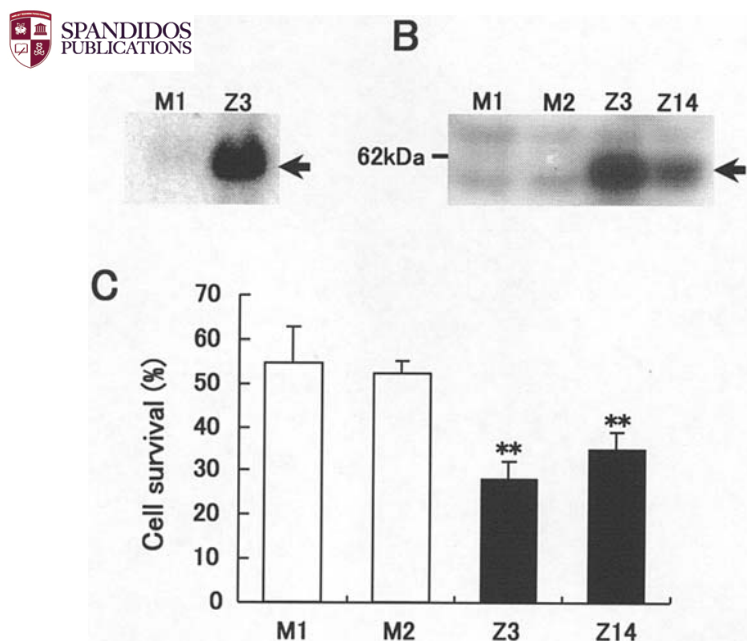 SPANDIDOS
PUBLICATIONS
B
M1 Z3
M1 M2 Z3 Z14
62kDa
C
Cell survival (%)
70
60
50
40
30
20
10
0
** **
M1 M2 Z3 Z14